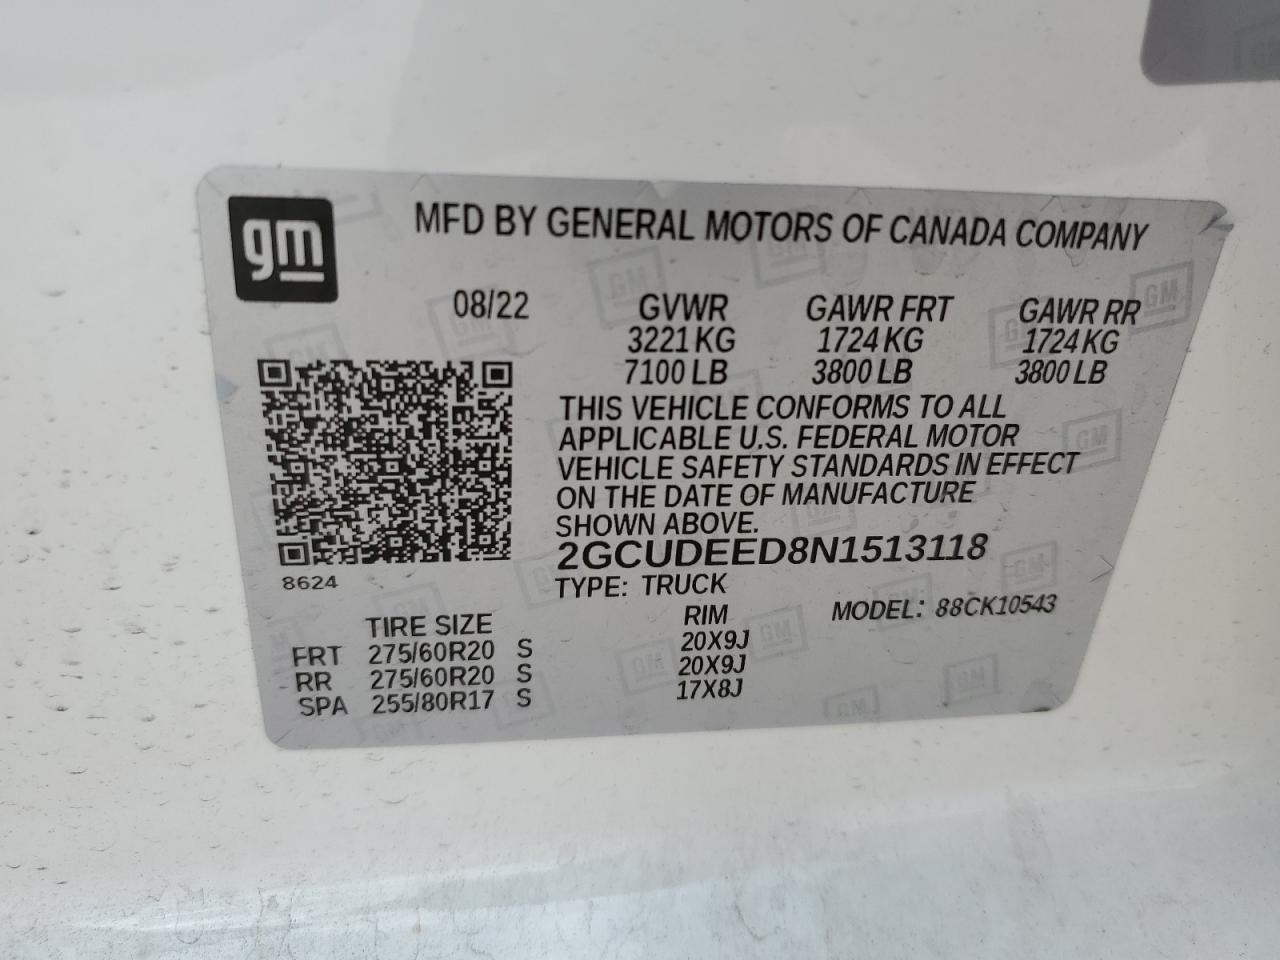 gm
MFD BY GENERAL MOTORS OF CANADA COMPANY
08/22 GVWR GAWR FRT GAWR RR
3221 KG 1724 KG 1724 KG
7100 LB 3800 LB 3800 LB
THIS VEHICLE CONFORMS TO ALL
APPLICABLE U.S. FEDERAL MOTOR
VEHICLE SAFETY STANDARDS IN EFFECT
ON THE DATE OF MANUFACTURE
SHOWN ABOVE.
2GCUDEED8N1513118
8624
TYPE: TRUCK
MODEL: 88CK10543
TIRE SIZE RIM
FRT 275/60R20 S 20X9J
RR 275/60R20 S 20X9J
SPA 255/80R17 S 17X8J